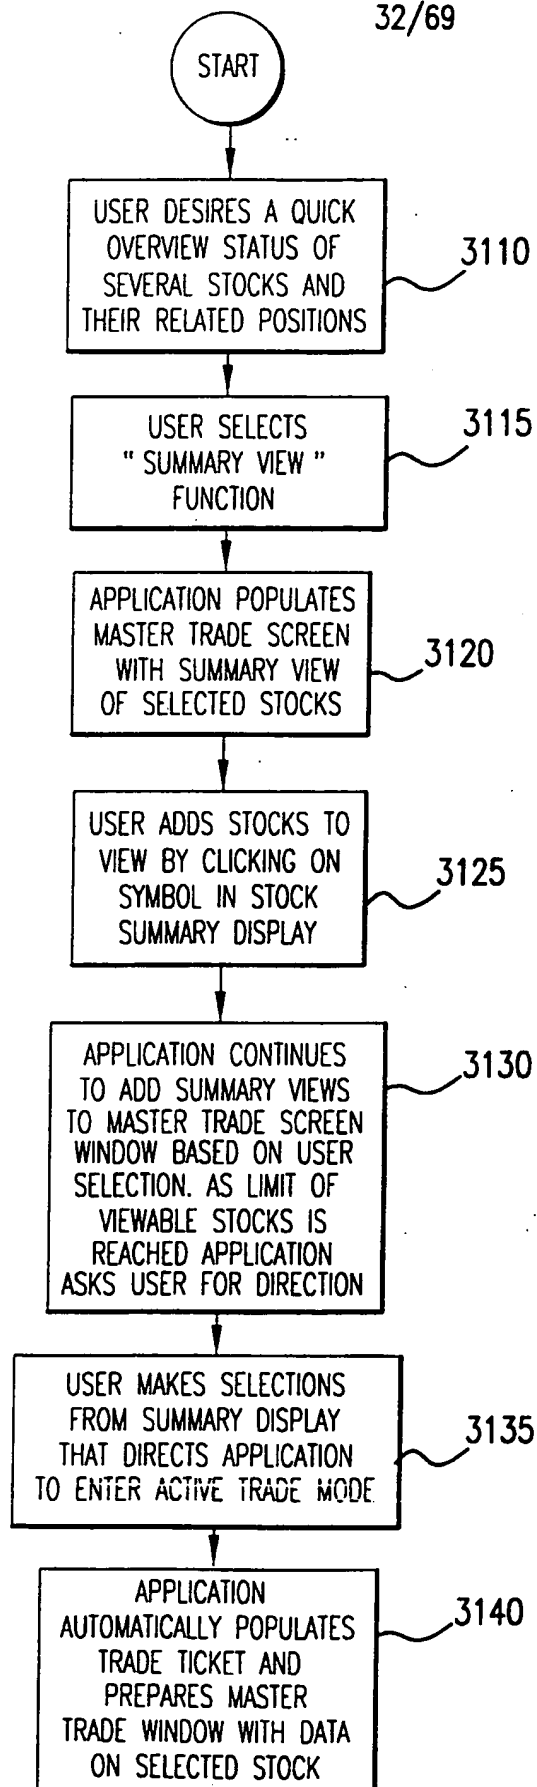 32/69
START
USER DESIRES A QUICK
OVERVIEW STATUS OF
SEVERAL STOCKS AND
THEIR RELATED POSITIONS
3110
USER SELECTS
" SUMMARY VIEW "
FUNCTION
3115
APPLICATION POPULATES
MASTER TRADE SCREEN
WITH SUMMARY VIEW
OF SELECTED STOCKS
3120
USER ADDS STOCKS TO
VIEW BY CLICKING ON
SYMBOL IN STOCK
SUMMARY DISPLAY
3125
APPLICATION CONTINUES
TO ADD SUMMARY VIEWS
TO MASTER TRADE SCREEN
WINDOW BASED ON USER
SELECTION. AS LIMIT OF
VIEWABLE STOCKS IS
REACHED APPLICATION
ASKS USER FOR DIRECTION
3130
USER MAKES SELECTIONS
FROM SUMMARY DISPLAY
THAT DIRECTS APPLICATION
TO ENTER ACTIVE TRADE MODE
3135
APPLICATION
AUTOMATICALLY POPULATES
TRADE TICKET AND
PREPARES MASTER
TRADE WINDOW WITH DATA
ON SELECTED STOCK
3140